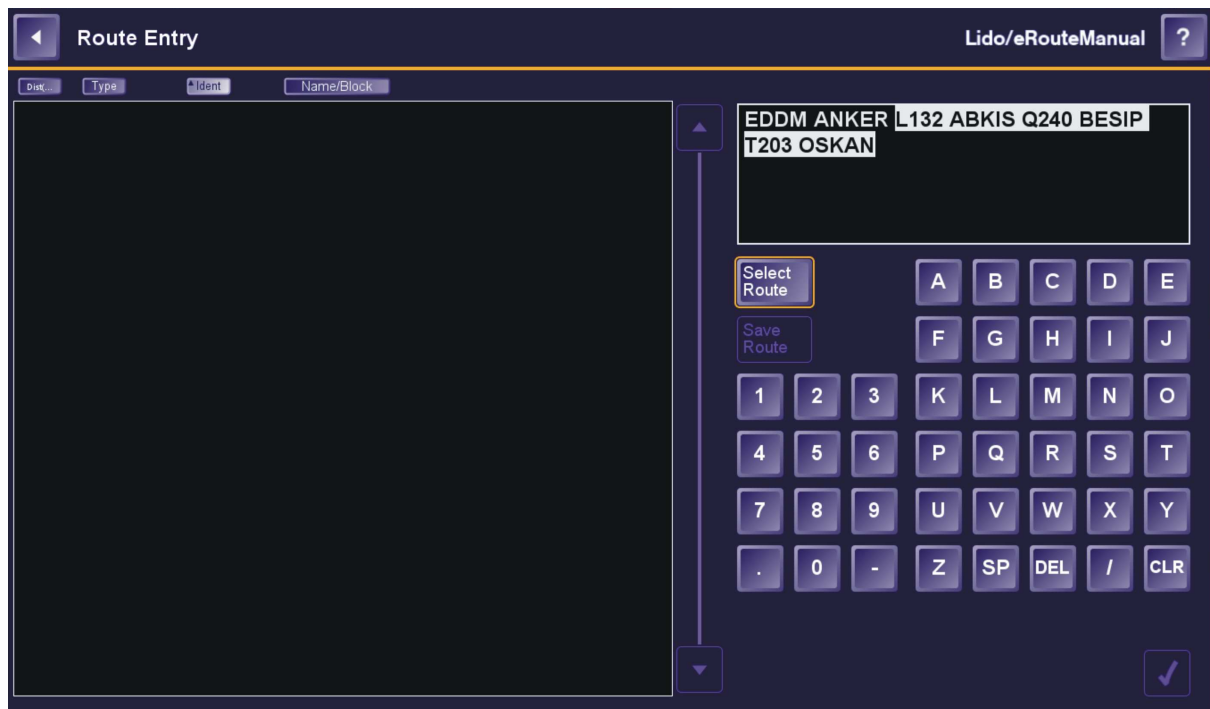 Route Entry
Lido/eRouteManual ?
Dist(... Type Ident Name/Block
EDDM ANKER L132 ABKIS Q240 BESIP
T203 OSKAN
Select
Route
A B C D E
Save
Route
F G H I J
1 2 3 K L M N O
4 5 6 P Q R S T
7 8 9 U V W X Y
. 0 - Z SP DEL / CLR